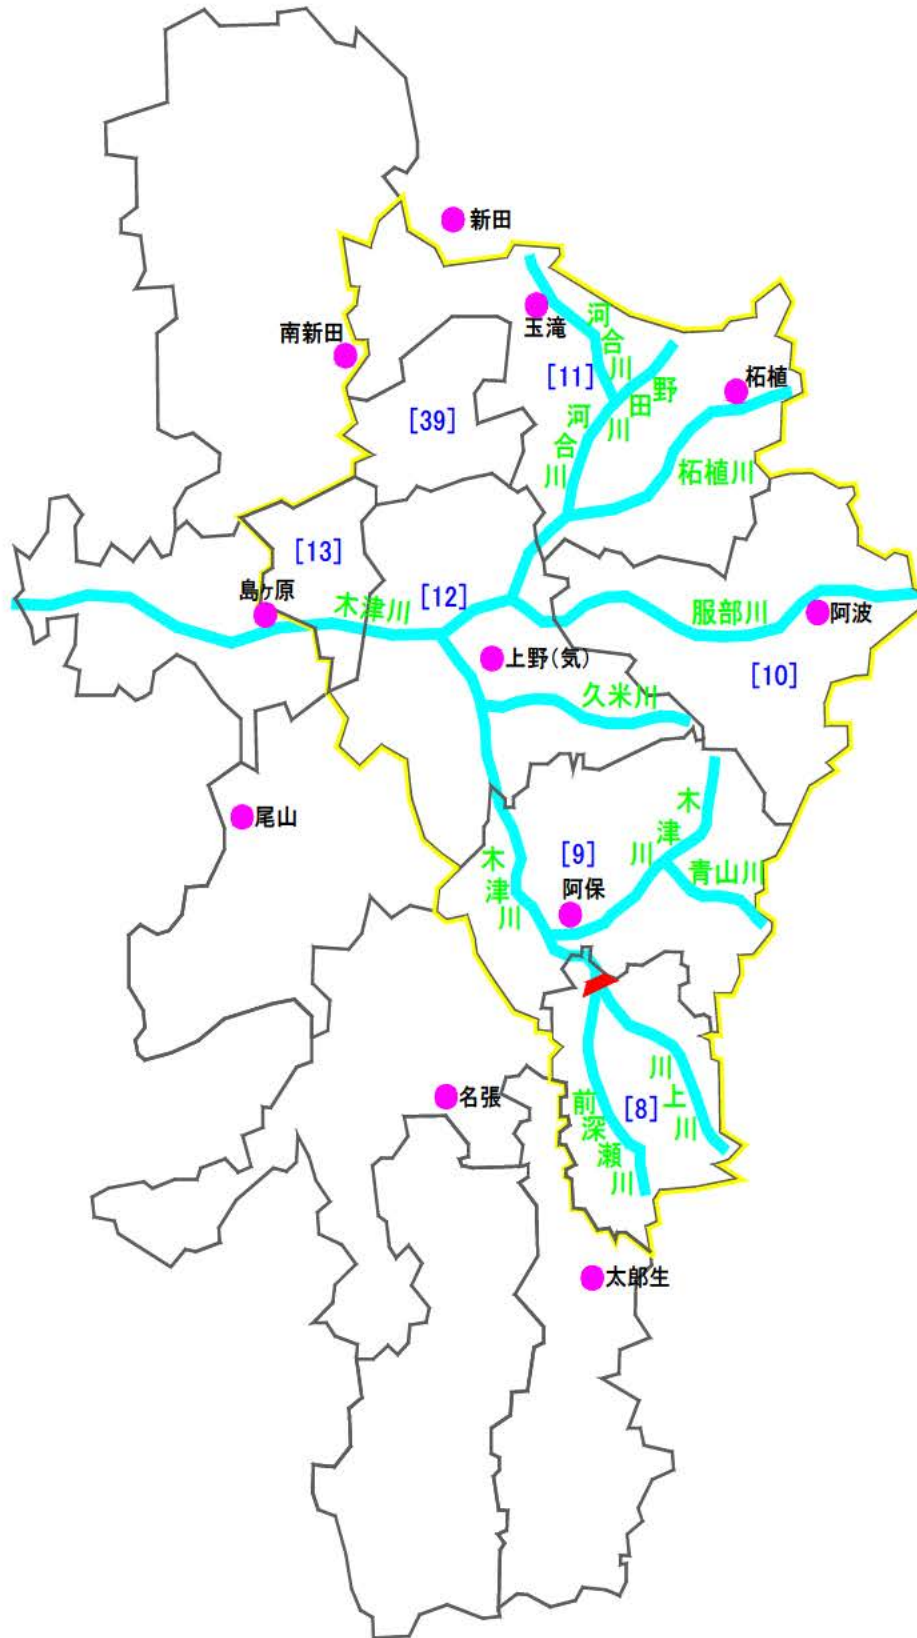 新田
玉滝
南新田
河合川
野田川
[11]
柘植
[39]
河合川
柘植川
[13]
島ヶ原
木津川
[12]
服部川
阿波
上野(気)
[10]
久米川
尾山
木津川
[9]
木津川
青山川
阿保
名張
前深瀬川
[8]
川上川
太郎生